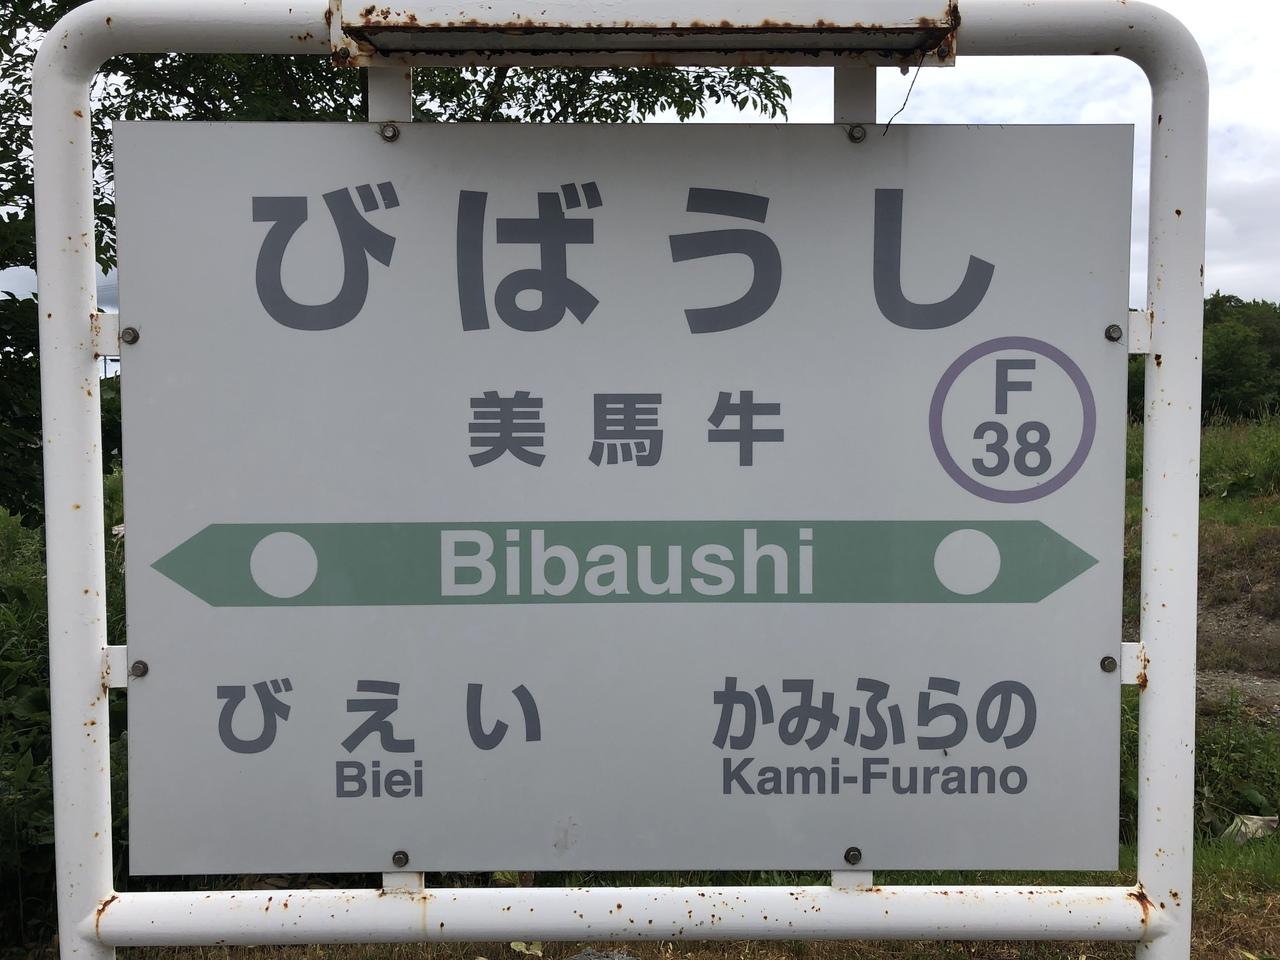 びばうし
美馬牛
F
38
Bibaushi
びえい
Biei
かみふらの
Kami-Furano